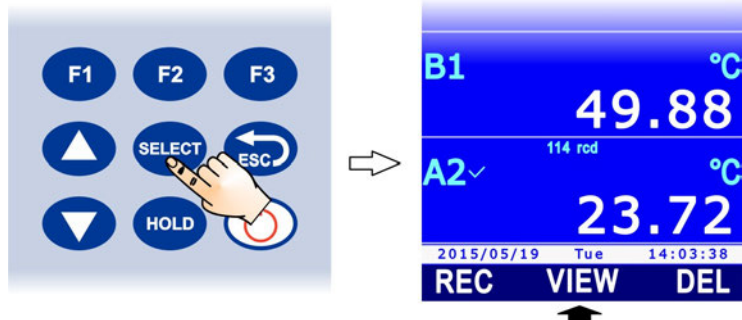 F1 F2 F3
SELECT ESC
HOLD
B1 °C
49.88
114 rcd
A2✓ °C
23.72
2015/05/19 Tue 14:03:38
REC VIEW DEL